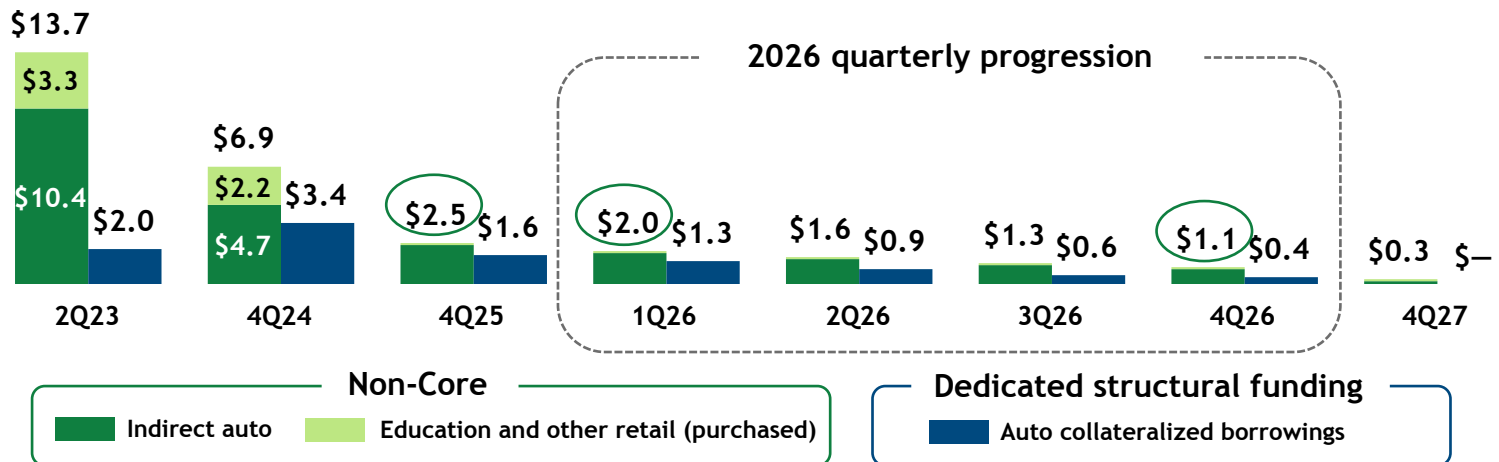 $13.7
2026 quarterly progression
$3.3
$6.9
$10.4
$2.0
$2.2
$3.4
$4.7
$2.5
$1.6
$2.0
$1.3
$1.6
$0.9
$1.3
$0.6
$1.1
$0.4
$0.3
$—
2Q23
4Q24
4Q25
1Q26
2Q26
3Q26
4Q26
4Q27
Non-Core
Indirect auto
Education and other retail (purchased)
Dedicated structural funding
Auto collateralized borrowings